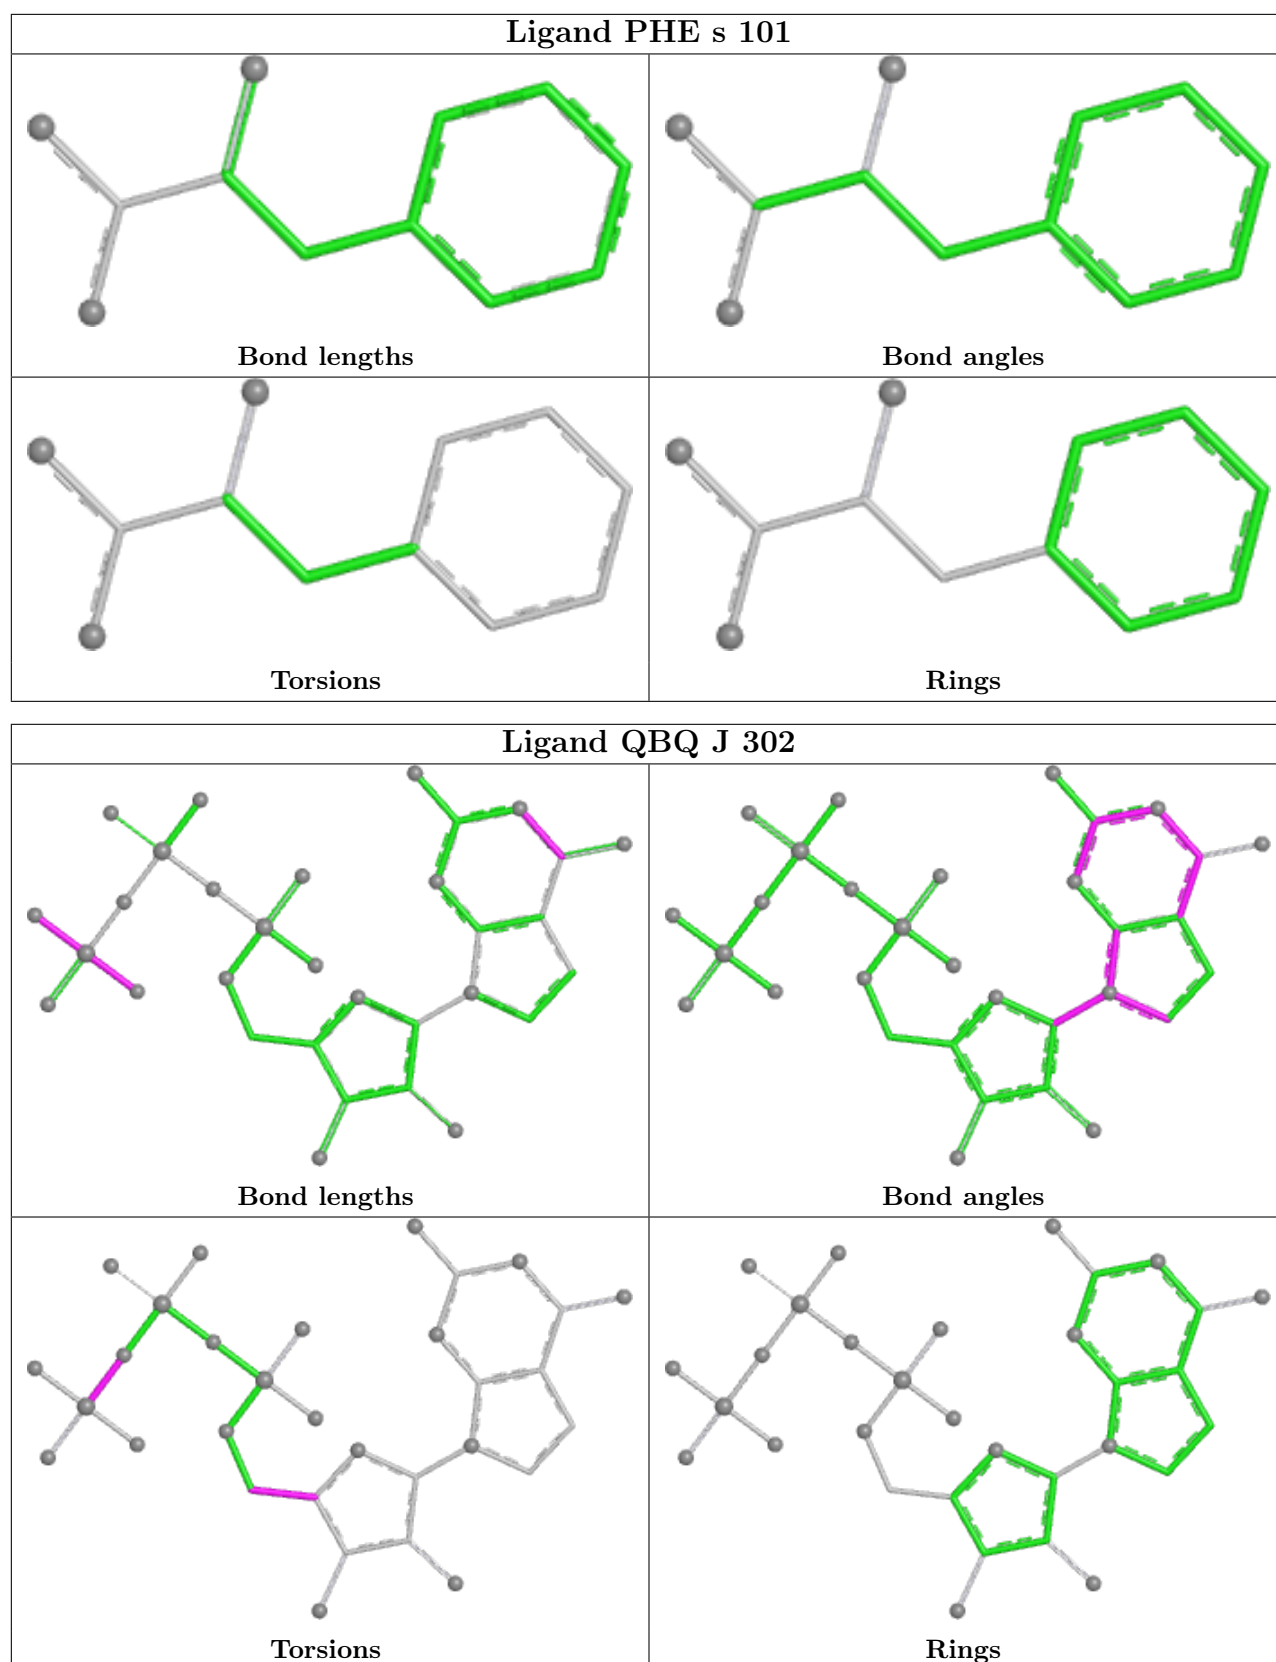 Ligand PHE s 101
Bond lengths
Bond angles
Torsions
Rings
Ligand QBQ J 302
Bond lengths
Bond angles
Torsions
Rings